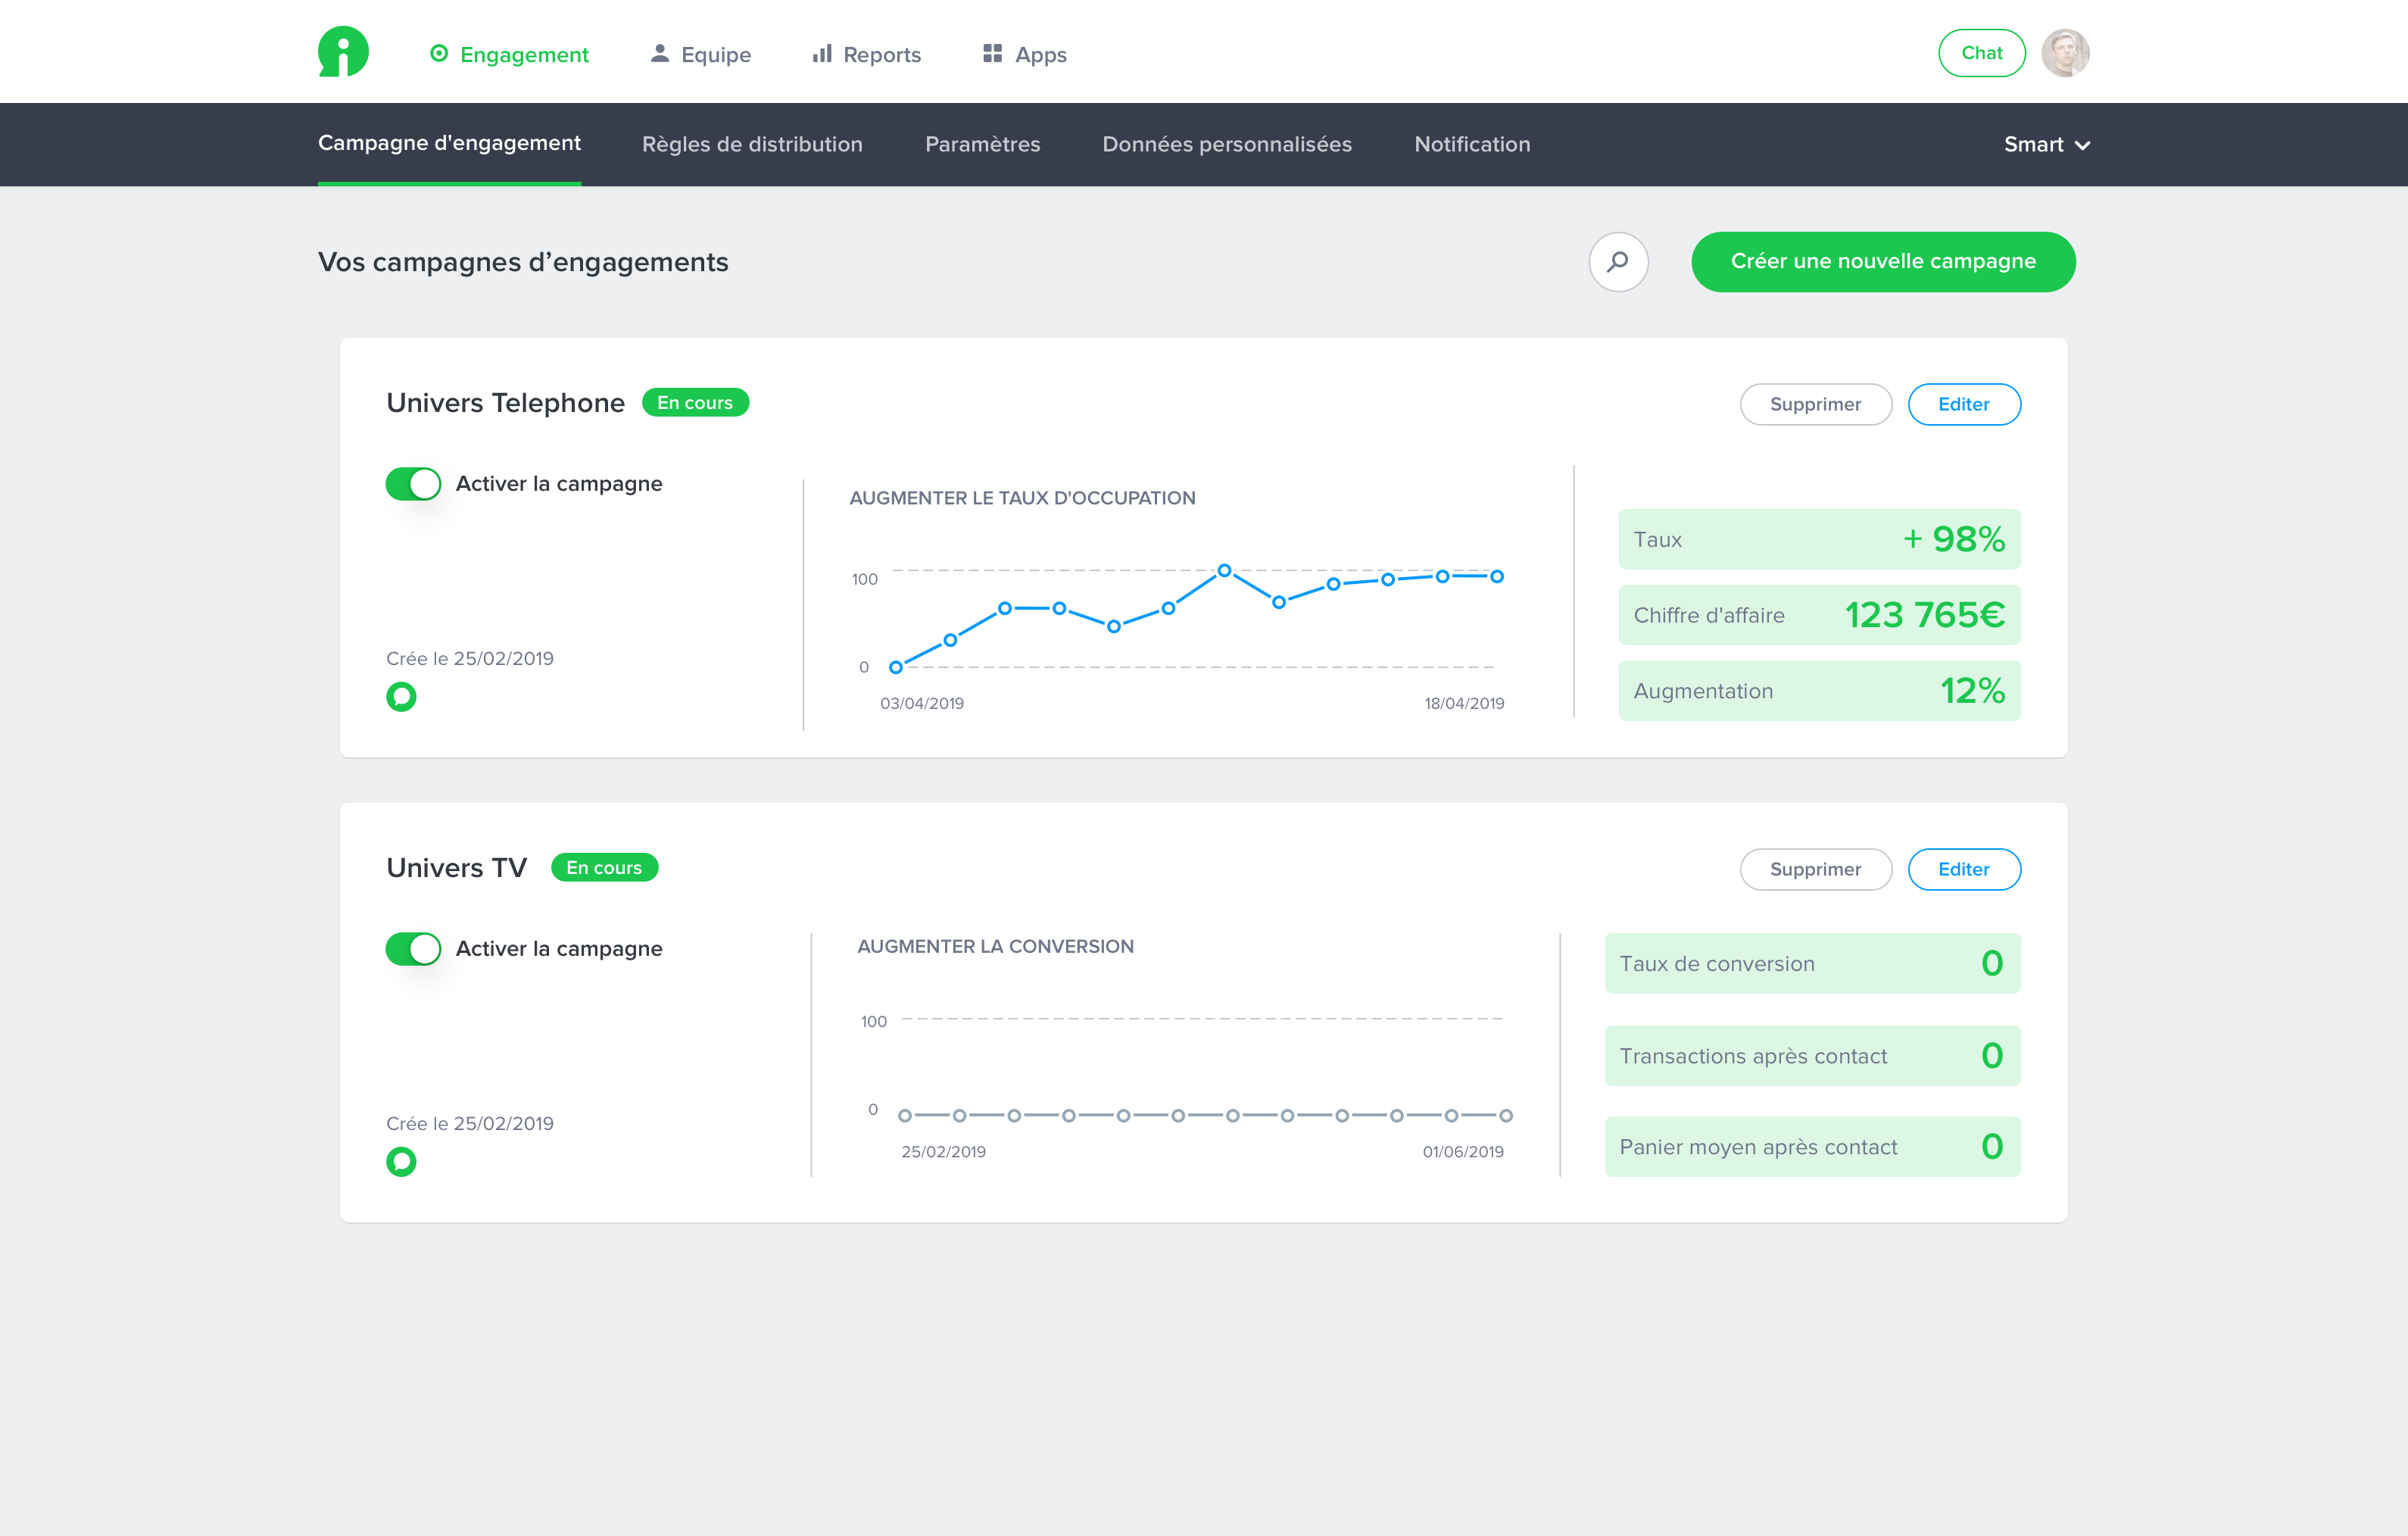 Engagement
Equipe
Reports
Apps
Chat
Campagne d'engagement
Règles de distribution
Paramètres
Données personnalisées
Notification
Smart
Vos campagnes d’engagements
Créer une nouvelle campagne
Univers Telephone
En cours
Supprimer
Editer
Activer la campagne
Crée le 25/02/2019
AUGMENTER LE TAUX D'OCCUPATION
100
0
03/04/2019
18/04/2019
Taux + 98%
Chiffre d'affaire 123 765€
Augmentation 12%
Univers TV
En cours
Supprimer
Editer
Activer la campagne
Crée le 25/02/2019
AUGMENTER LA CONVERSION
100
0
25/02/2019
01/06/2019
Taux de conversion 0
Transactions après contact 0
Panier moyen après contact 0